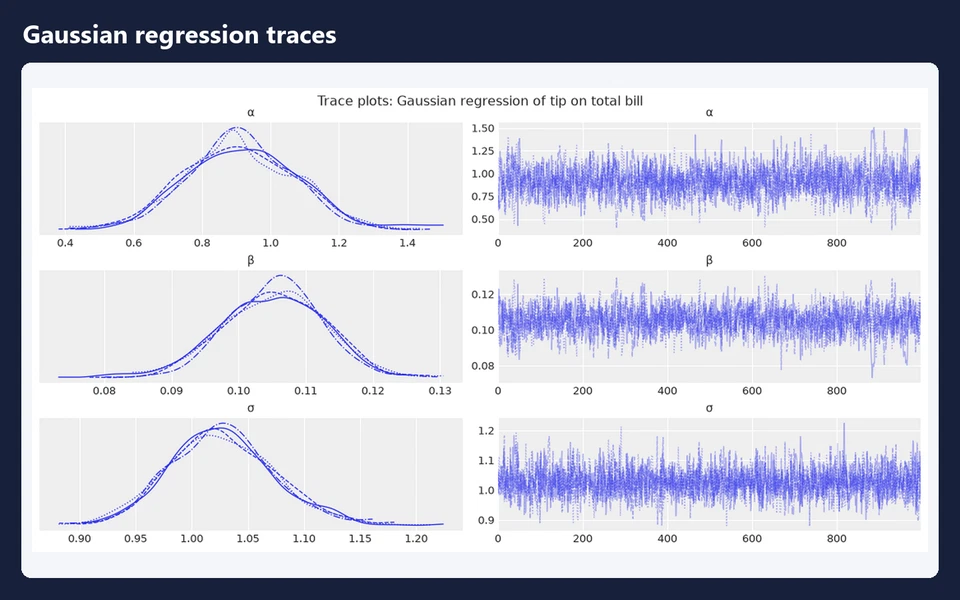 Gaussian regression traces
Trace plots: Gaussian regression of tip on total bill
α
α
1.50
1.25
1.00
0.75
0.50
0.4 0.6 0.8 1.0 1.2 1.4
0 200 400 600 800
β
β
0.12
0.10
0.08
0.08 0.09 0.10 0.11 0.12 0.13
0 200 400 600 800
σ
σ
1.2
1.1
1.0
0.9
0.90 0.95 1.00 1.05 1.10 1.15 1.20
0 200 400 600 800